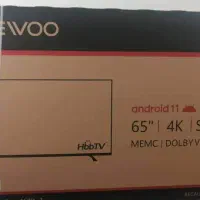 EWOO
android 11
65" | 4K | S
HbbTV
MEMC | DOLBY V